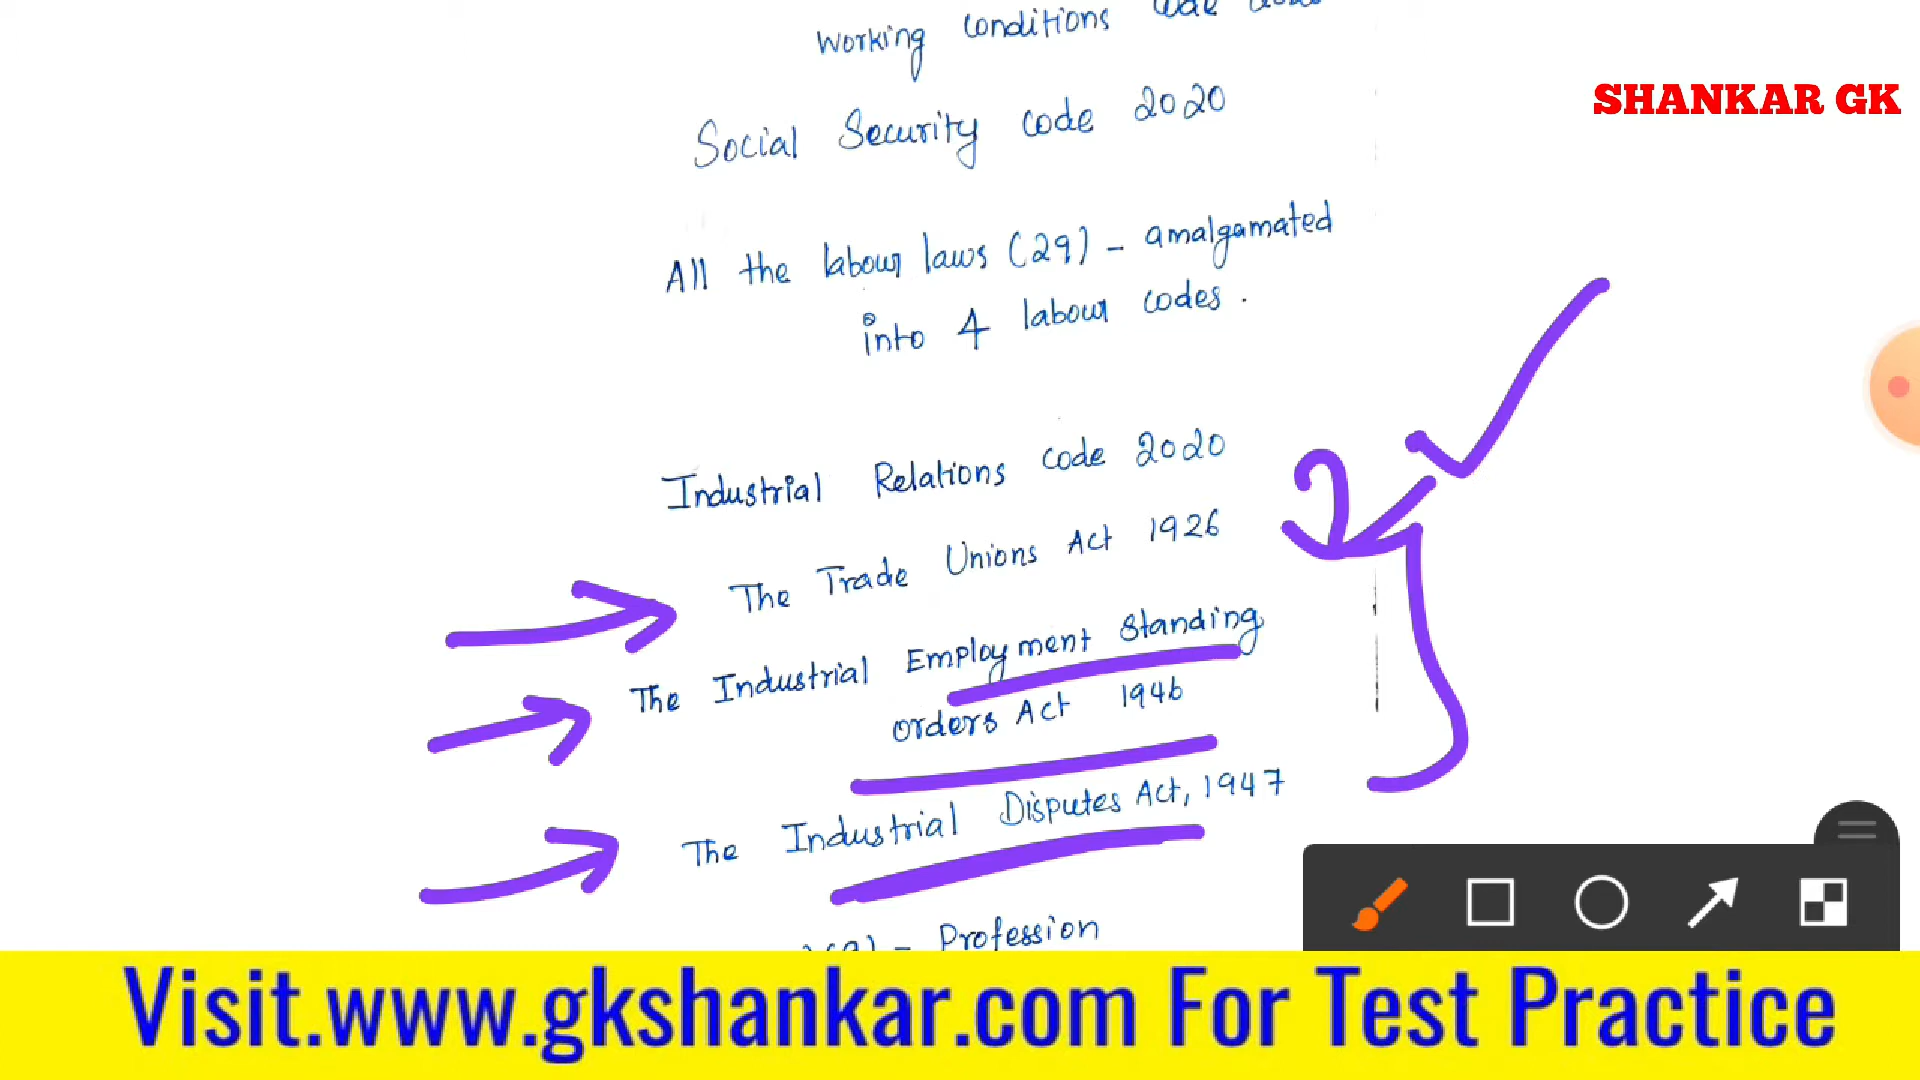 Working Conditions Code
SHANKAR GK
Social Security Code 2020
All the labour laws (29) - amalgamated
into 4 labour codes.
Industrial Relations Code 2020
The Trade Unions Act 1926
The Industrial Employment Standing
Orders Act 1946
The Industrial Disputes Act, 1947
- Profession
Visit.www.gkshankar.com For Test Practice